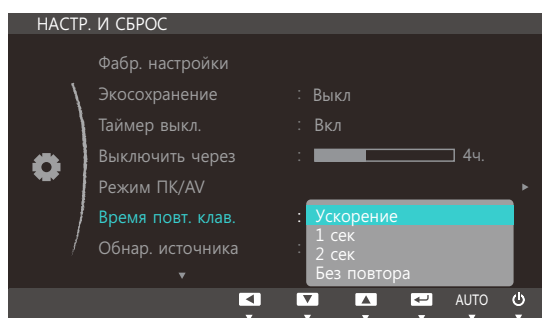 НАСТР. И СБРОС
Фабр. настройки
Экосохранение : Выкл
Таймер выкл. : Вкл
Выключить через : 4ч.
Режим ПК/AV
Время повт. клав. : Ускорение
1 сек
Обнар. источника : 2 сек
Без повтора
AUTO